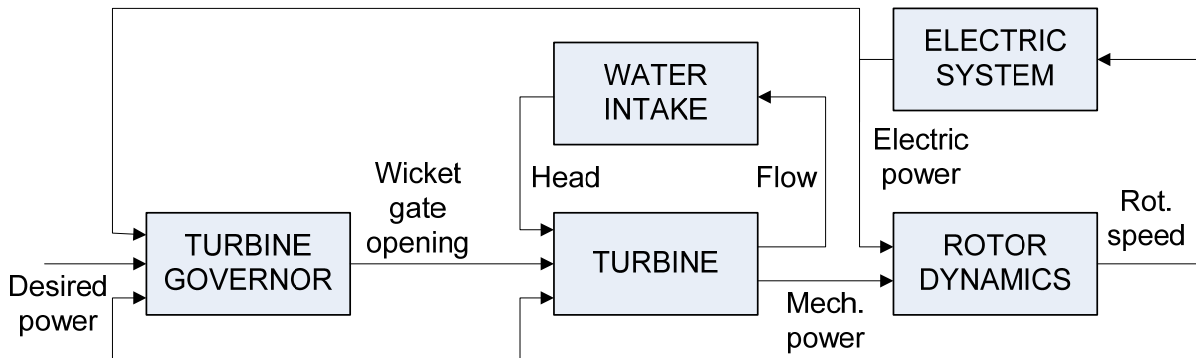 ELECTRIC
SYSTEM
WATER
INTAKE
Electric
power
Wicket
gate
opening
Head
Flow
Rot.
speed
TURBINE
GOVERNOR
TURBINE
ROTOR
DYNAMICS
Desired
power
Mech.
power